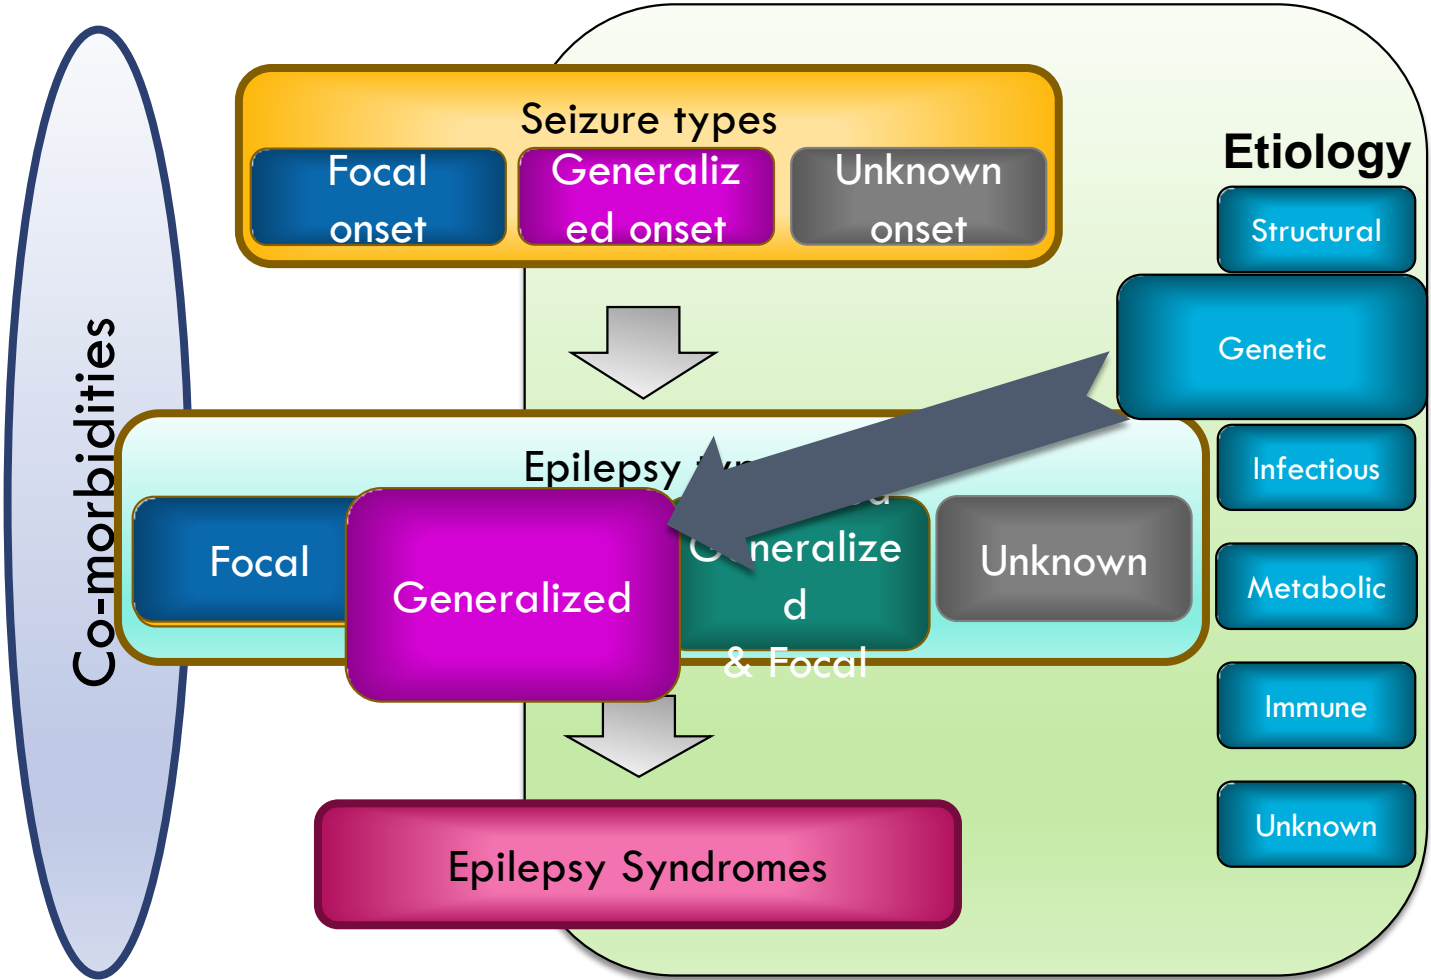 Seizure types
Focal
onset
Generaliz
ed onset
Unknown
onset
Etiology
Structural
Genetic
Infectious
Metabolic
Immune
Unknown
Co-morbidities
Epilepsy
Focal
Generalized
& Focal
Unknown
Epilepsy Syndromes